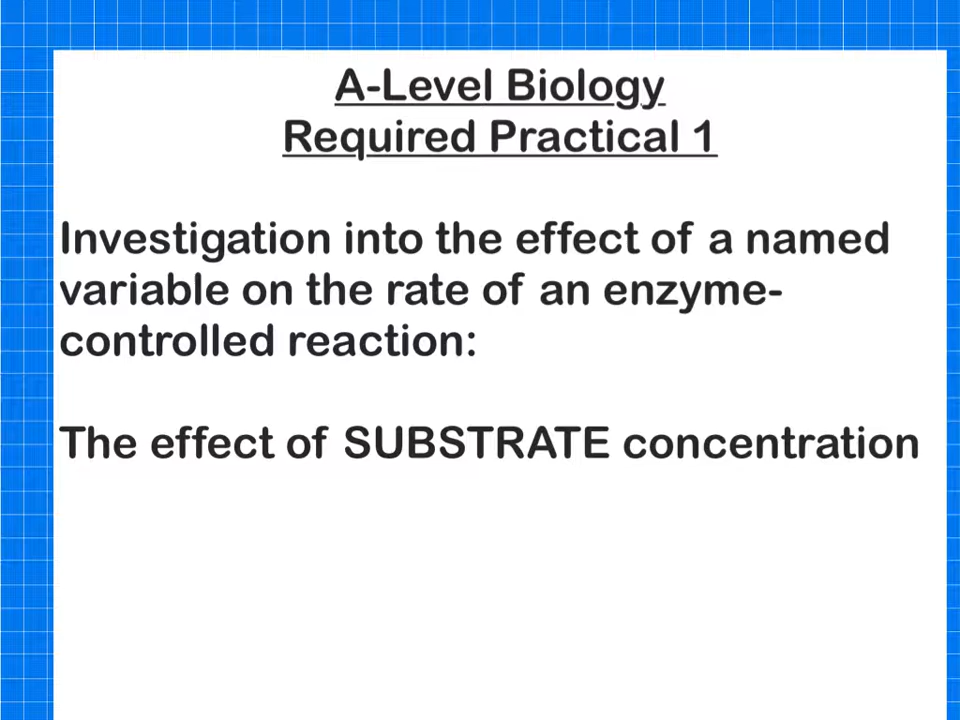 A-Level Biology
Required Practical 1
Investigation into the effect of a named
variable on the rate of an enzyme-
controlled reaction:
The effect of SUBSTRATE concentration